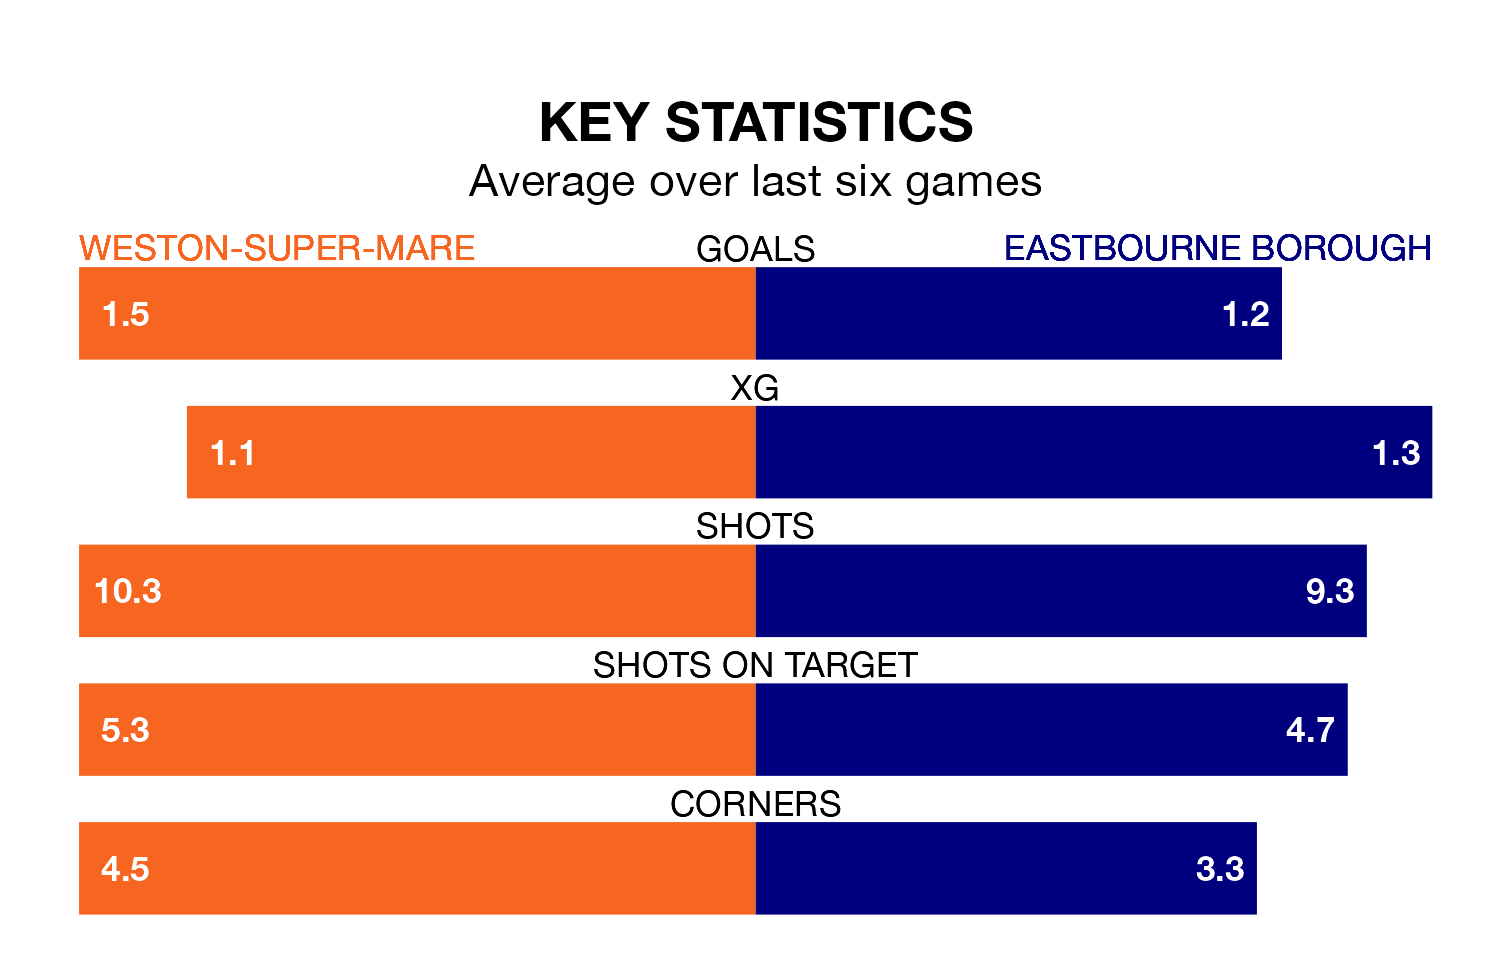 KEY STATISTICS
Average over last six games
WESTON-SUPER-MARE GOALS EASTBOURNE BOROUGH
1.5 1.2
XG
1.1 1.3
SHOTS
10.3 9.3
SHOTS ON TARGET
5.3 4.7
CORNERS
4.5 3.3